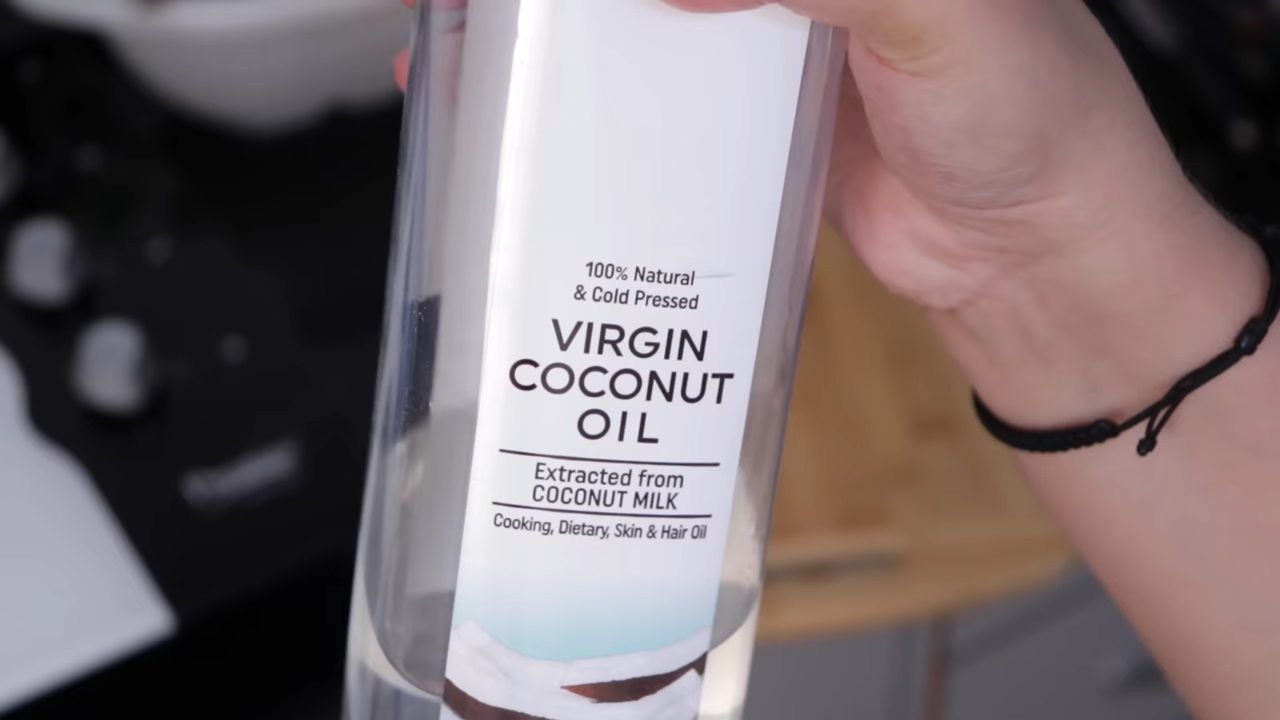 100% Natural
& Cold Pressed
VIRGIN
COCONUT
OIL
Extracted from
COCONUT MILK
Cooking, Dietary, Skin & Hair Oil